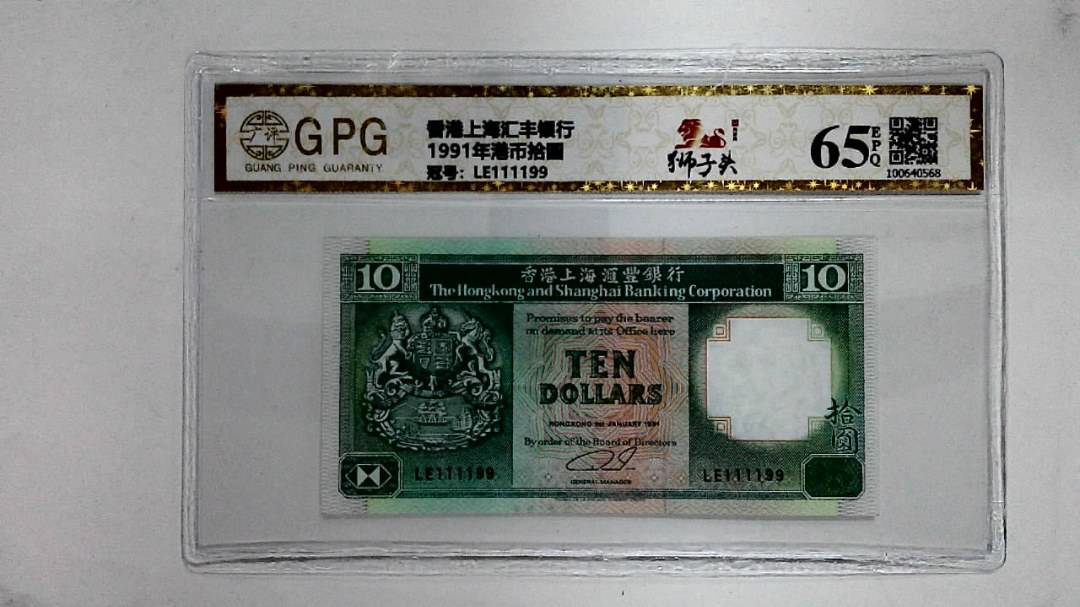 广评
GPG
GUANG PING GUARANTY
香港上海汇丰银行
1991年港币拾圆
冠号：LE111199
狮子头
65
EPQ
100640568
10
香港上海滙豐銀行
The Hongkong and Shanghai Banking Corporation
10
Promises to pay the bearer
on demand at its Office here
TEN
DOLLARS
HONGKONG 1st JANUARY 1991
By order of the Board of Directors
GENERAL MANAGER
拾圓
LE111199
LE111199